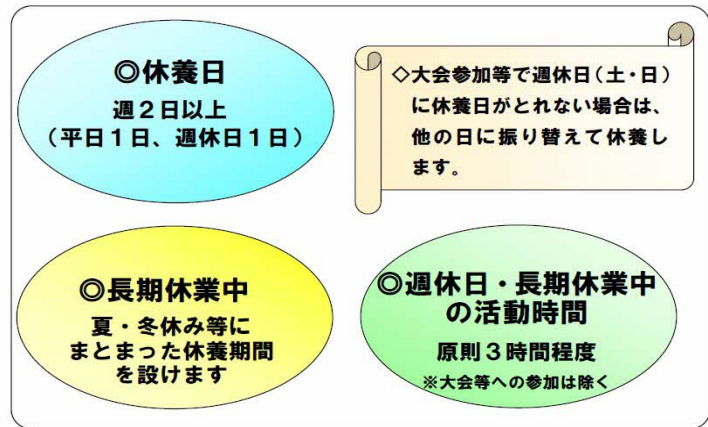 ◎休養日
週２日以上
（平日１日、週休日１日）
◇大会参加等で週休日（土・日）
に休養日がとれない場合は、
他の日に振り替えて休養し
ます。
◎長期休業中
夏・冬休み等に
まとまった休養期間
を設けます
◎週休日・長期休業中
の活動時間
原則３時間程度
※大会等への参加は除く